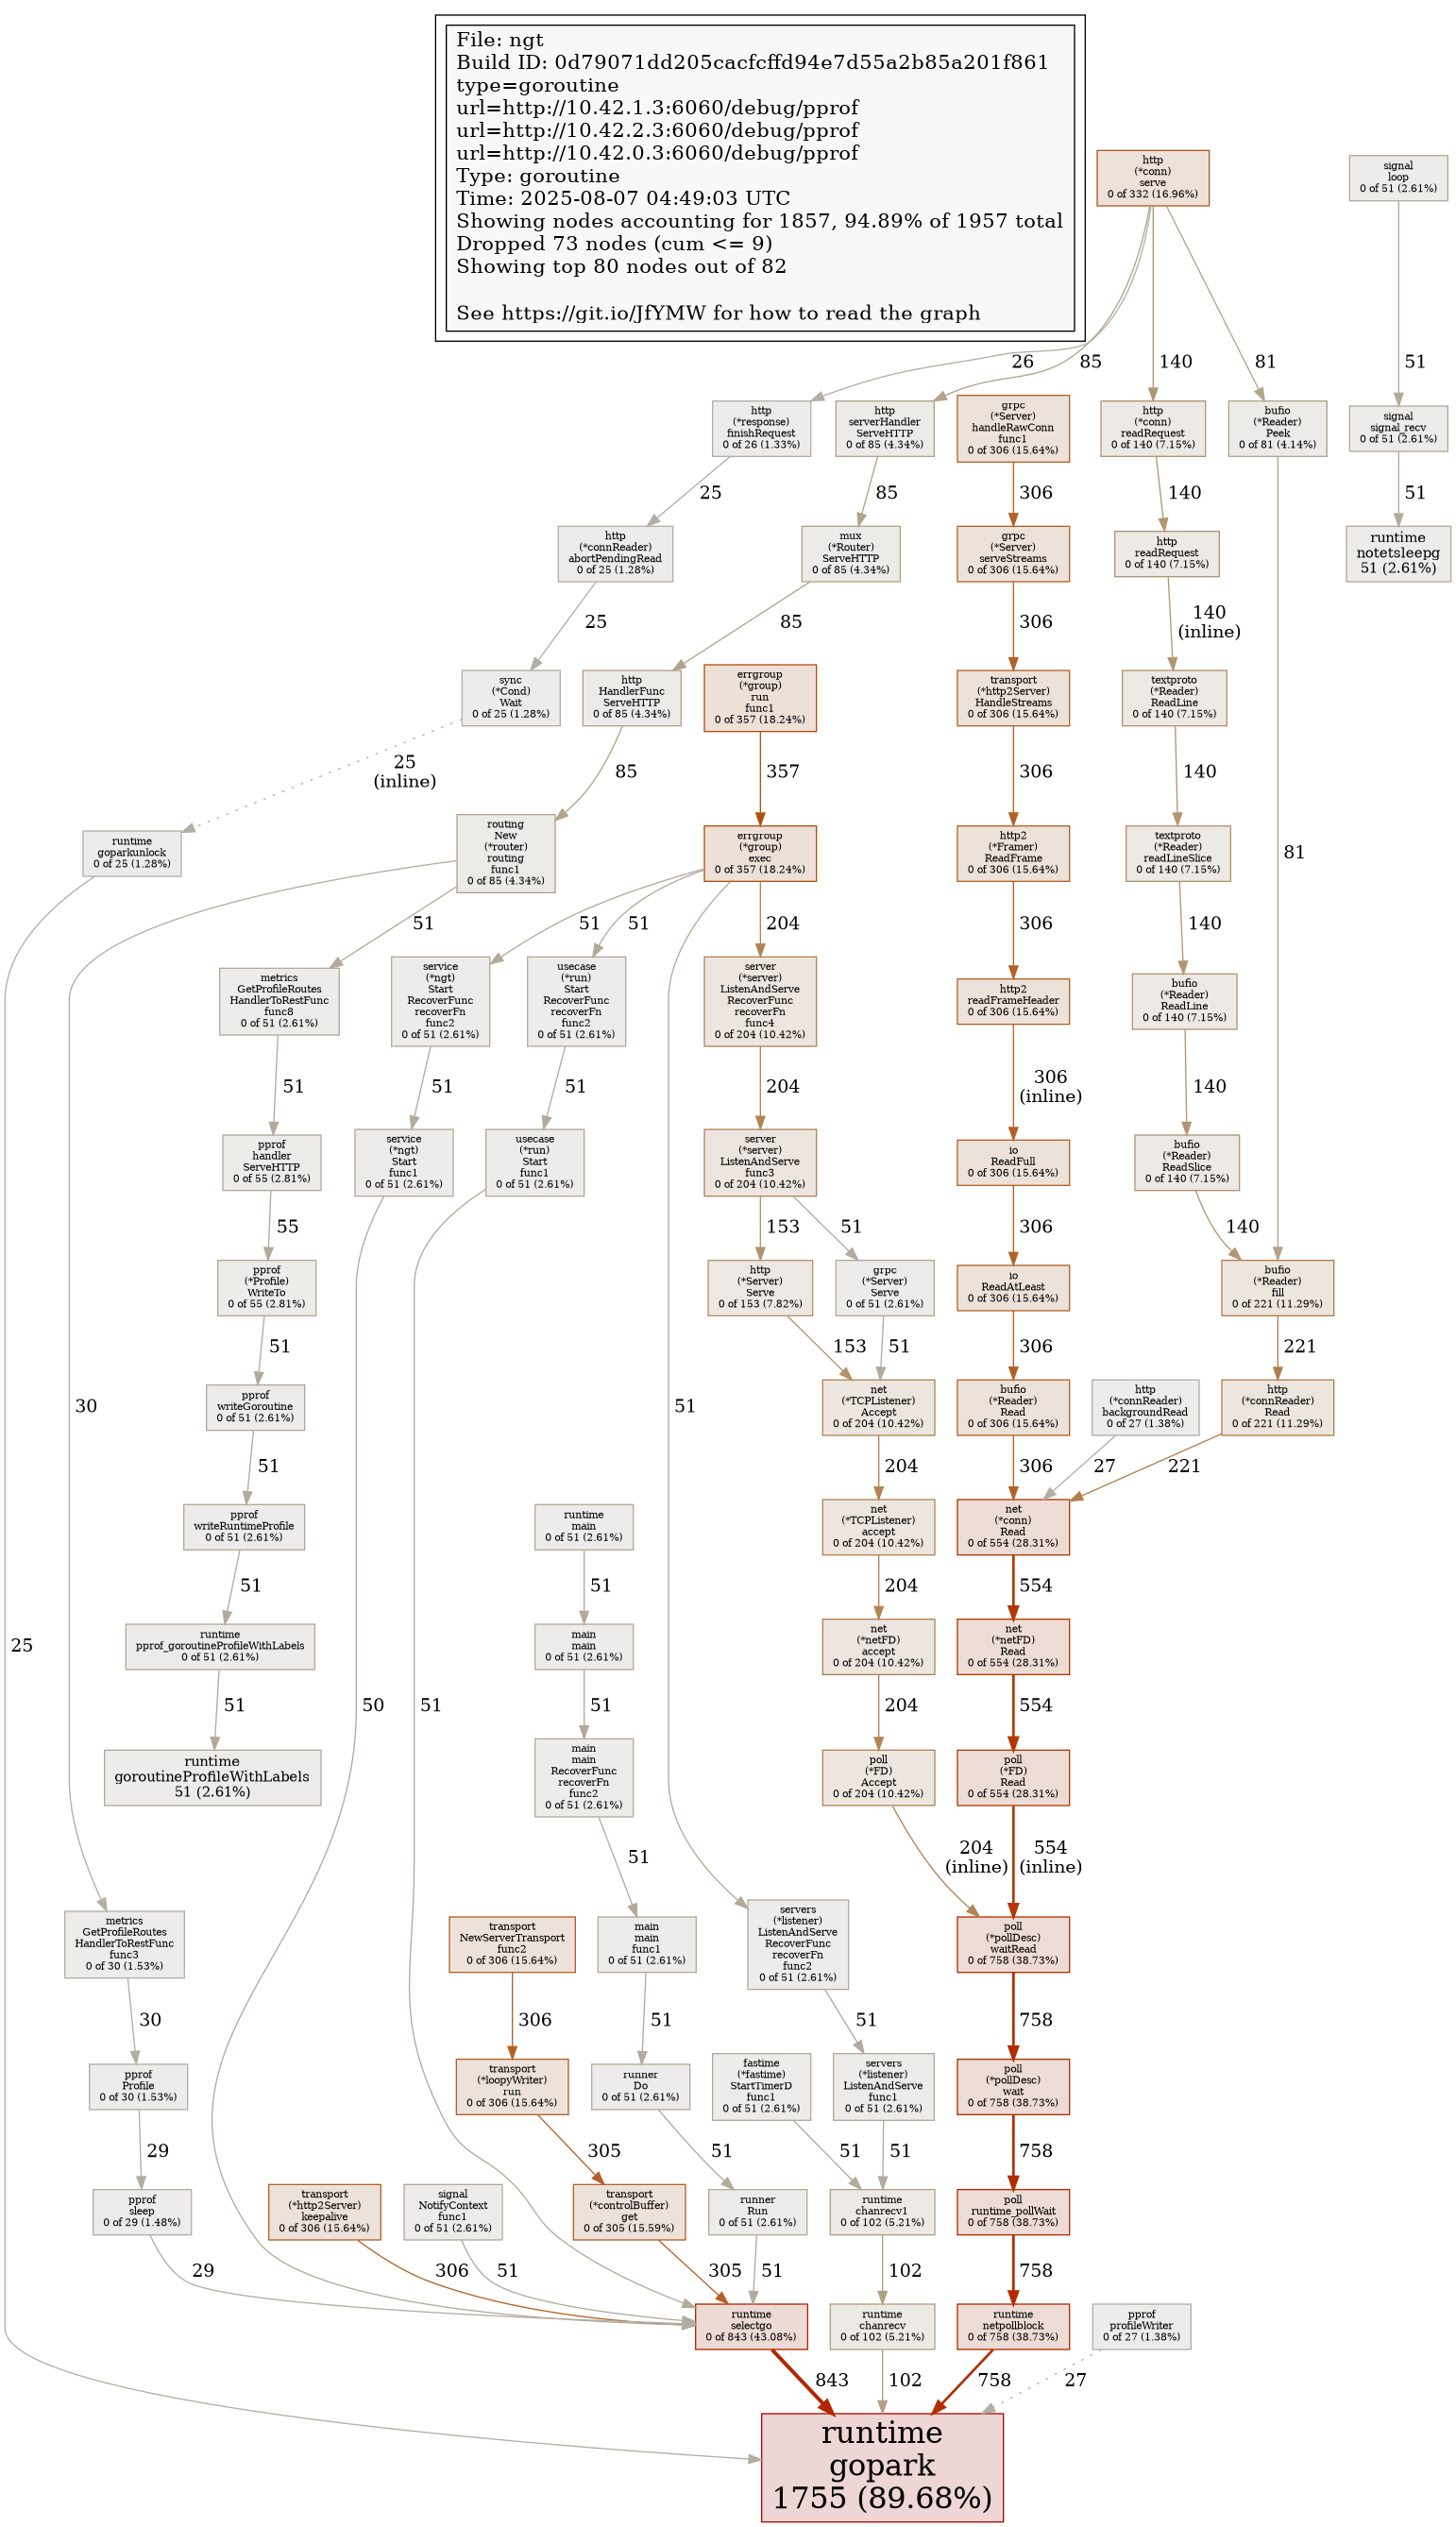 File: ngt
Build ID: 0d79071dd205cacfcffd94e7d55a2b85a201f861
type=goroutine
url=http://10.42.1.3:6060/debug/pprof
url=http://10.42.2.3:6060/debug/pprof
url=http://10.42.0.3:6060/debug/pprof
Type: goroutine
Time: 2025-08-07 04:49:03 UTC
Showing nodes accounting for 1857, 94.89% of 1957 total
Dropped 73 nodes (cum <= 9)
Showing top 80 nodes out of 82
See https://git.io/JfYMW for how to read the graph
http
(*conn)
serve
0 of 332 (16.96%)
signal
loop
0 of 51 (2.61%)
26
85
140
81
51
http
(*response)
finishRequest
0 of 26 (1.33%)
http
serverHandler
ServeHTTP
0 of 85 (4.34%)
grpc
(*Server)
handleRawConn
func1
0 of 306 (15.64%)
http
(*conn)
readRequest
0 of 140 (7.15%)
bufio
(*Reader)
Peek
0 of 81 (4.14%)
signal
signal_recv
0 of 51 (2.61%)
25
85
306
140
51
http
(*connReader)
abortPendingRead
0 of 25 (1.28%)
mux
(*Router)
ServeHTTP
0 of 85 (4.34%)
grpc
(*Server)
serveStreams
0 of 306 (15.64%)
http
readRequest
0 of 140 (7.15%)
runtime
notetsleepg
51 (2.61%)
25
85
306
140
(inline)
sync
(*Cond)
Wait
0 of 25 (1.28%)
http
HandlerFunc
ServeHTTP
0 of 85 (4.34%)
errgroup
(*group)
run
func1
0 of 357 (18.24%)
transport
(*http2Server)
HandleStreams
0 of 306 (15.64%)
textproto
(*Reader)
ReadLine
0 of 140 (7.15%)
25
(inline)
85
357
306
140
runtime
goparkunlock
0 of 25 (1.28%)
routing
New
(*router)
routing
func1
0 of 85 (4.34%)
errgroup
(*group)
exec
0 of 357 (18.24%)
http2
(*Framer)
ReadFrame
0 of 306 (15.64%)
textproto
(*Reader)
readLineSlice
0 of 140 (7.15%)
81
51
51
51
204
306
140
metrics
GetProfileRoutes
HandlerToRestFunc
func8
0 of 51 (2.61%)
service
(*ngt)
Start
RecoverFunc
recoverFn
func2
0 of 51 (2.61%)
usecase
(*run)
Start
RecoverFunc
recoverFn
func2
0 of 51 (2.61%)
server
(*server)
ListenAndServe
RecoverFunc
recoverFn
func4
0 of 204 (10.42%)
http2
readFrameHeader
0 of 306 (15.64%)
bufio
(*Reader)
ReadLine
0 of 140 (7.15%)
51
51
51
204
306
(inline)
140
pprof
handler
ServeHTTP
0 of 55 (2.81%)
service
(*ngt)
Start
func1
0 of 51 (2.61%)
usecase
(*run)
Start
func1
0 of 51 (2.61%)
server
(*server)
ListenAndServe
func3
0 of 204 (10.42%)
io
ReadFull
0 of 306 (15.64%)
bufio
(*Reader)
ReadSlice
0 of 140 (7.15%)
55
153
51
306
140
pprof
(*Profile)
WriteTo
0 of 55 (2.81%)
http
(*Server)
Serve
0 of 153 (7.82%)
grpc
(*Server)
Serve
0 of 51 (2.61%)
io
ReadAtLeast
0 of 306 (15.64%)
bufio
(*Reader)
fill
0 of 221 (11.29%)
51
153
51
306
221
30
51
pprof
writeGoroutine
0 of 51 (2.61%)
net
(*TCPListener)
Accept
0 of 204 (10.42%)
bufio
(*Reader)
Read
0 of 306 (15.64%)
http
(*connReader)
backgroundRead
0 of 27 (1.38%)
http
(*connReader)
Read
0 of 221 (11.29%)
51
204
306
27
221
pprof
writeRuntimeProfile
0 of 51 (2.61%)
runtime
main
0 of 51 (2.61%)
net
(*TCPListener)
accept
0 of 204 (10.42%)
net
(*conn)
Read
0 of 554 (28.31%)
51
51
204
554
25
runtime
pprof_goroutineProfileWithLabels
0 of 51 (2.61%)
main
main
0 of 51 (2.61%)
net
(*netFD)
accept
0 of 204 (10.42%)
net
(*netFD)
Read
0 of 554 (28.31%)
51
50
51
51
204
554
runtime
goroutineProfileWithLabels
51 (2.61%)
main
main
RecoverFunc
recoverFn
func2
0 of 51 (2.61%)
poll
(*FD)
Accept
0 of 204 (10.42%)
poll
(*FD)
Read
0 of 554 (28.31%)
51
204
(inline)
554
(inline)
metrics
GetProfileRoutes
HandlerToRestFunc
func3
0 of 30 (1.53%)
transport
NewServerTransport
func2
0 of 306 (15.64%)
main
main
func1
0 of 51 (2.61%)
servers
(*listener)
ListenAndServe
RecoverFunc
recoverFn
func2
0 of 51 (2.61%)
poll
(*pollDesc)
waitRead
0 of 758 (38.73%)
30
306
51
51
758
pprof
Profile
0 of 30 (1.53%)
transport
(*loopyWriter)
run
0 of 306 (15.64%)
runner
Do
0 of 51 (2.61%)
fastime
(*fastime)
StartTimerD
func1
0 of 51 (2.61%)
servers
(*listener)
ListenAndServe
func1
0 of 51 (2.61%)
poll
(*pollDesc)
wait
0 of 758 (38.73%)
29
305
51
51
51
758
pprof
sleep
0 of 29 (1.48%)
transport
(*http2Server)
keepalive
0 of 306 (15.64%)
signal
NotifyContext
func1
0 of 51 (2.61%)
transport
(*controlBuffer)
get
0 of 305 (15.59%)
runner
Run
0 of 51 (2.61%)
runtime
chanrecv1
0 of 102 (5.21%)
poll
runtime_pollWait
0 of 758 (38.73%)
29
306
51
305
51
102
758
runtime
selectgo
0 of 843 (43.08%)
runtime
chanrecv
0 of 102 (5.21%)
runtime
netpollblock
0 of 758 (38.73%)
pprof
profileWriter
0 of 27 (1.38%)
843
102
758
27
runtime
gopark
1755 (89.68%)